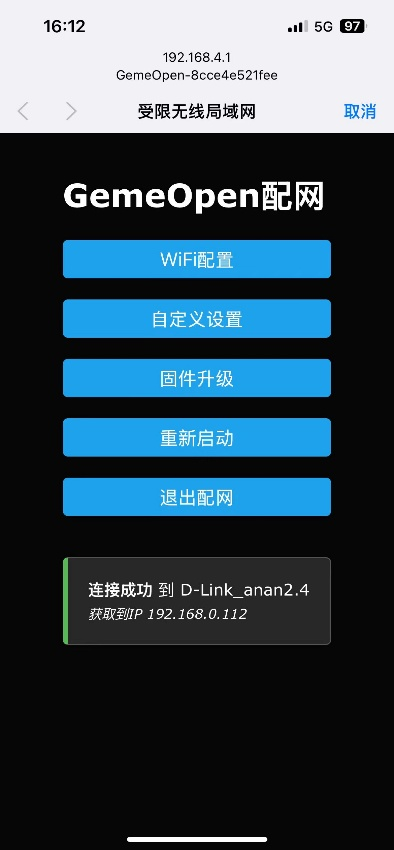 16:12
5G
97
192.168.4.1
GemeOpen-8cce4e521fee
受限无线局域网
取消
GemeOpen配网
WiFi配置
自定义设置
固件升级
重新启动
退出配网
连接成功 到 D-Link_anan2.4
获取到IP 192.168.0.112